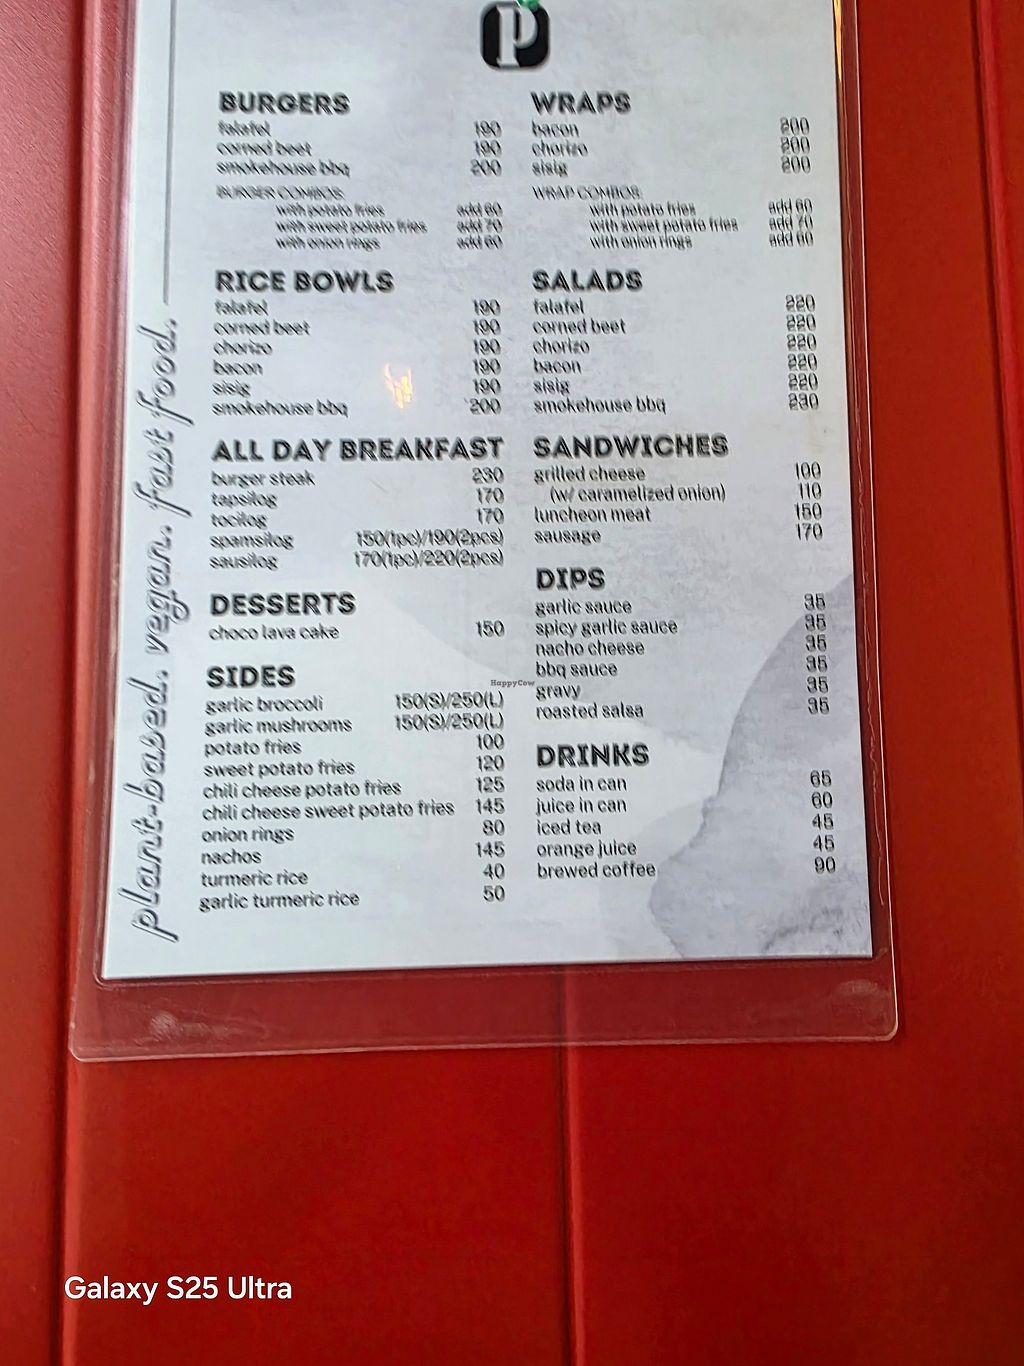 P
plant-based. vegan. fast food.
BURGERS
falafel 190
corned beet 190
smokehouse bbq 200
BURGER COMBOS:
with potato fries add 60
with sweet potato fries add 70
with onion rings add 60
RICE BOWLS
falafel 190
corned beet 190
chorizo 190
bacon 190
sisig 190
smokehouse bbq 200
ALL DAY BREAKFAST
burger steak 230
tapsilog 170
tocilog 170
spamsilog 150(1pc)/190(2pcs)
sausilog 170(1pc)/220(2pcs)
DESSERTS
choco lava cake 150
SIDES
garlic broccoli 150(S)/250(L)
garlic mushrooms 150(S)/250(L)
potato fries 100
sweet potato fries 120
chili cheese potato fries 125
chili cheese sweet potato fries 145
onion rings 80
nachos 145
turmeric rice 40
garlic turmeric rice 50
WRAPS
bacon 200
chorizo 200
sisig 200
WRAP COMBOS:
with potato fries add 60
with sweet potato fries add 70
with onion rings add 60
SALADS
falafel 220
corned beet 220
chorizo 220
bacon 220
sisig 220
smokehouse bbq 230
SANDWICHES
grilled cheese 100
(w/ caramelized onion) 110
luncheon meat 150
sausage 170
DIPS
garlic sauce 35
spicy garlic sauce 35
nacho cheese 35
bbq sauce 35
gravy 35
roasted salsa 35
DRINKS
soda in can 65
juice in can 60
iced tea 45
orange juice 45
brewed coffee 90
HappyCow
Galaxy S25 Ultra